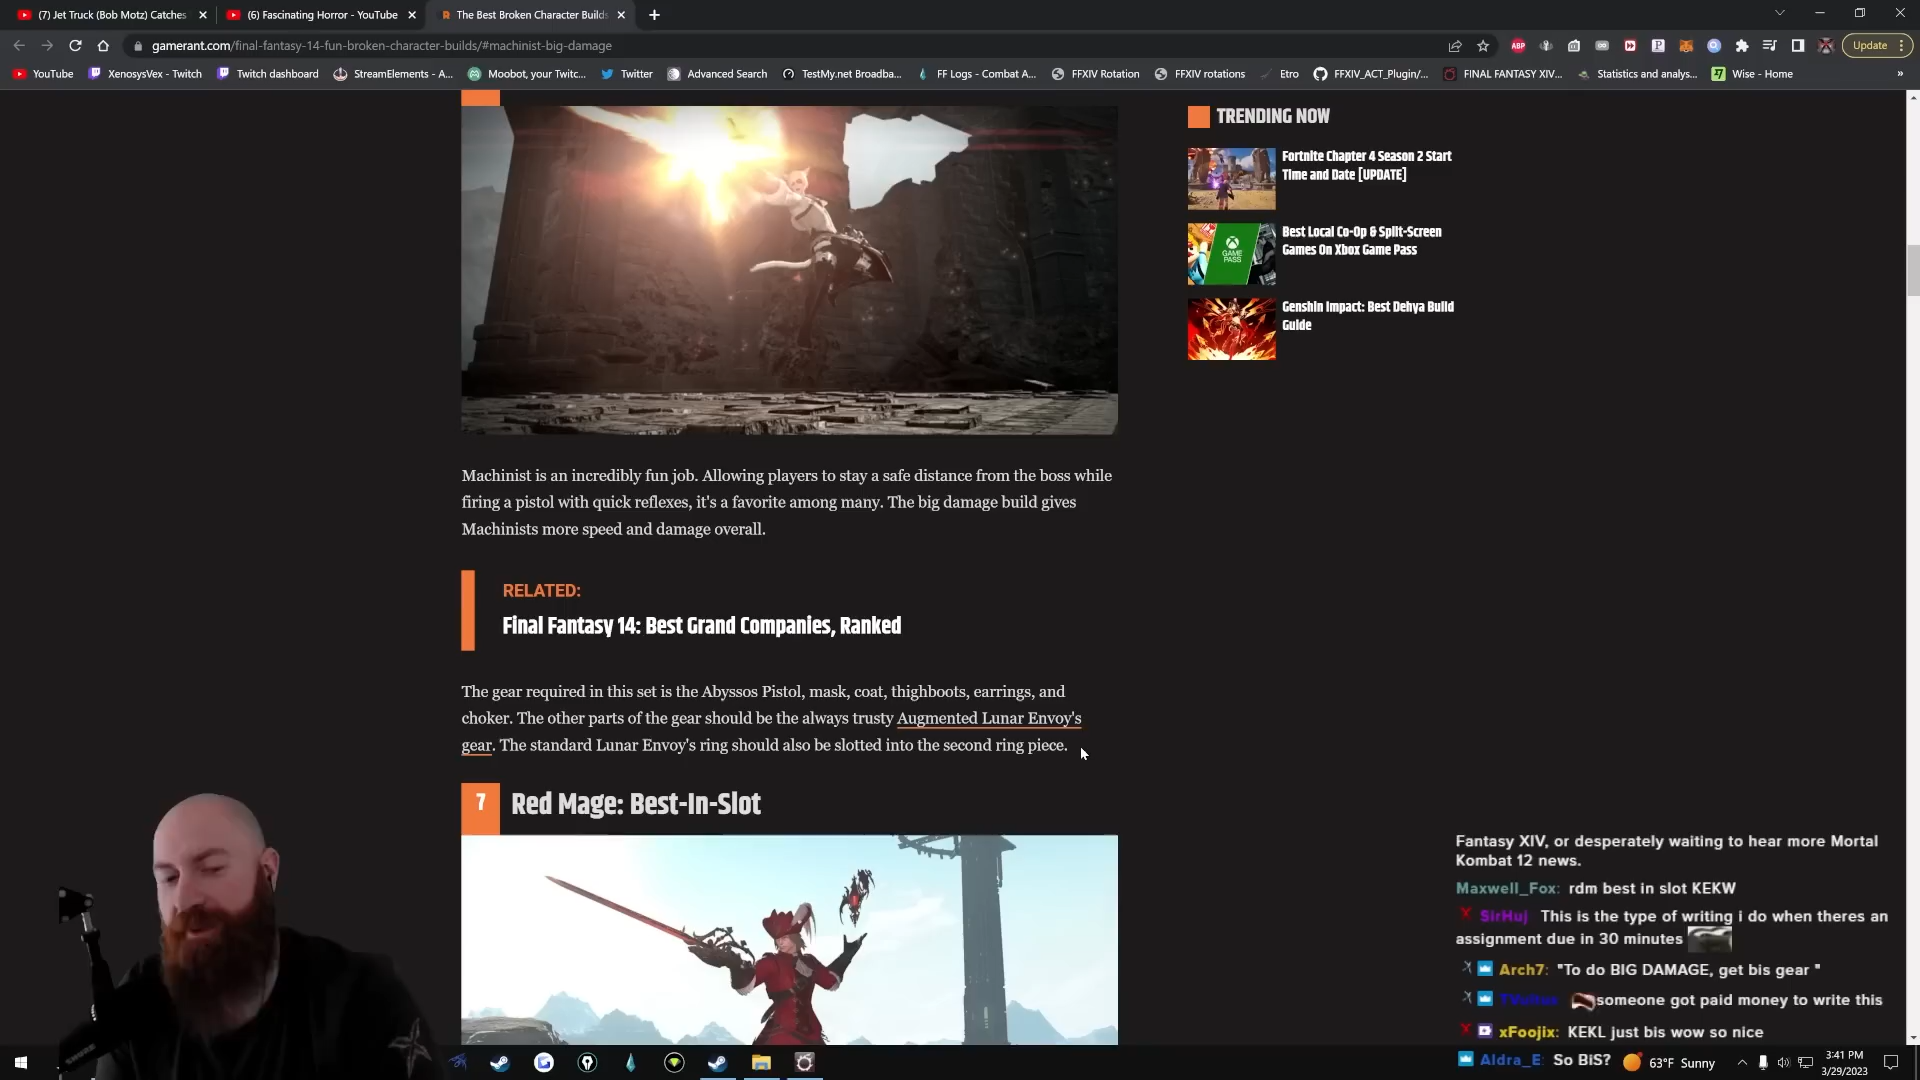 (7) Jet Truck (Bob Motz) Catches
(6) Fascinating Horror - YouTube
The Best Broken Character Builds
gamerant.com/final-fantasy-14-fun-broken-character-builds/#machinist-big-damage
ABP
Update
YouTube
XenosysVex - Twitch
Twitch dashboard
StreamElements - A...
Moobot, your Twitc...
Twitter
Advanced Search
TestMy.net Broadba...
FF Logs - Combat A...
FFXIV Rotation
FFXIV rotations
Etro
FFXIV_ACT_Plugin/...
FINAL FANTASY XIV...
Statistics and analys...
Wise - Home
»
TRENDING NOW
Fortnite Chapter 4 Season 2 Start
Time and Date [UPDATE]
GAME
PASS
Best Local Co-Op & Split-Screen
Games On Xbox Game Pass
Genshin Impact: Best Dehya Build
Guide
Machinist is an incredibly fun job. Allowing players to stay a safe distance from the boss while
firing a pistol with quick reflexes, it's a favorite among many. The big damage build gives
Machinists more speed and damage overall.
RELATED:
Final Fantasy 14: Best Grand Companies, Ranked
The gear required in this set is the Abyssos Pistol, mask, coat, thighboots, earrings, and
choker. The other parts of the gear should be the always trusty Augmented Lunar Envoy's
gear. The standard Lunar Envoy's ring should also be slotted into the second ring piece.
7
Red Mage: Best-In-Slot
Fantasy XIV, or desperately waiting to hear more Mortal
Kombat 12 news.
Maxwell_Fox: rdm best in slot KEKW
SirHuj This is the type of writing i do when theres an
assignment due in 30 minutes
Arch7: "To do BIG DAMAGE, get bis gear "
someone got paid money to write this
xFoojix: KEKL just bis wow so nice
Aldra_E: So BiS?
63°F Sunny
3:41 PM
3/29/2023